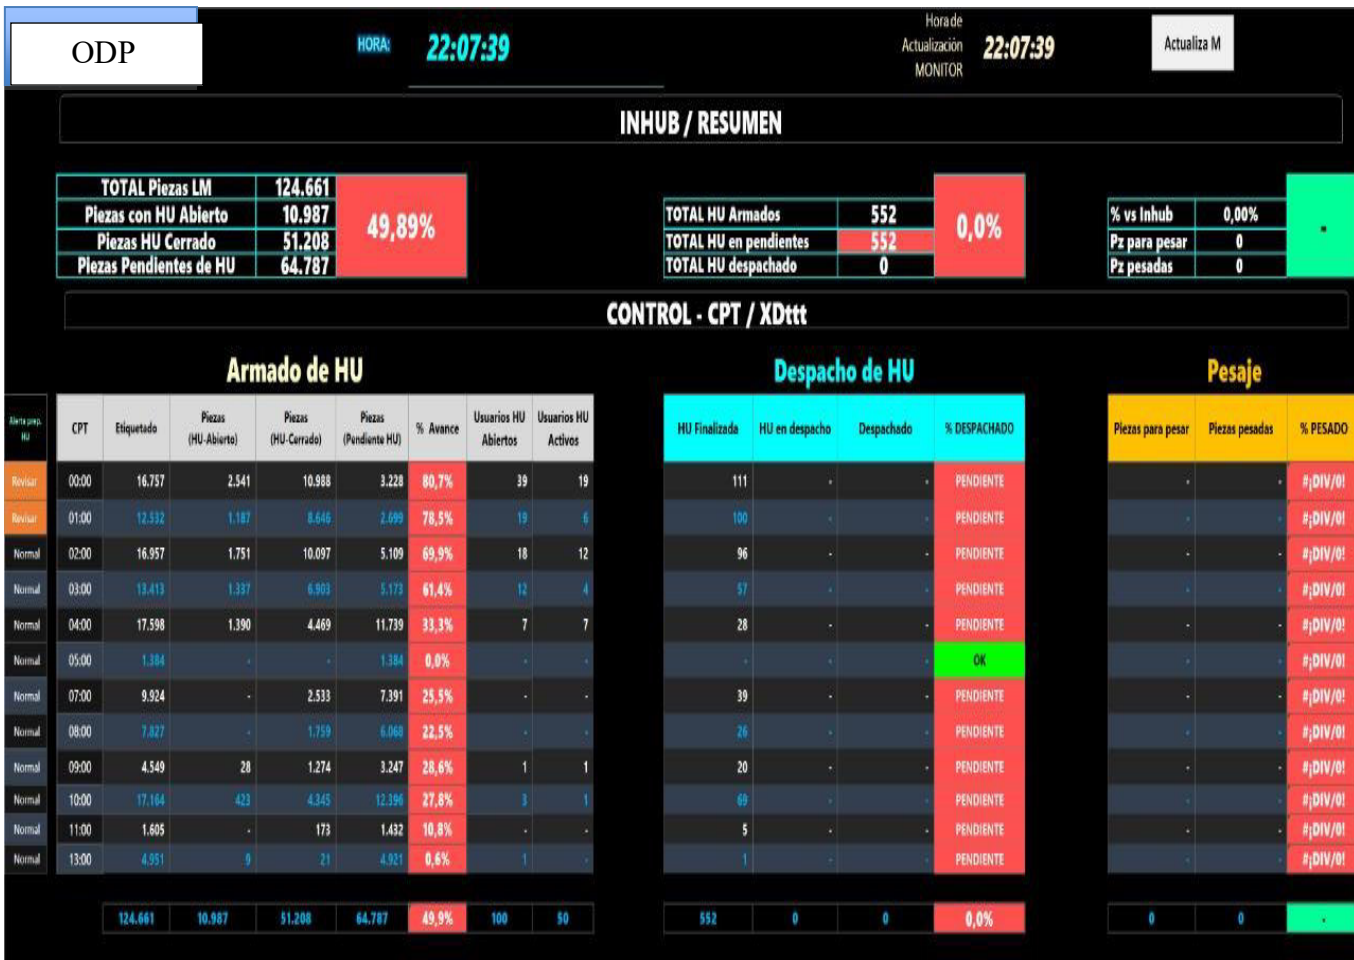 ODP
HORA: 22:07:39
Hora de
Actualización
MONITOR
22:07:39
Actualiza M
INHUB / RESUMEN
TOTAL Piezas LM 124.661
Piezas con HU Abierto 10.987
Piezas HU Cerrado 51.208
Piezas Pendientes de HU 64.787
49,89%
TOTAL HU Armados 552
TOTAL HU en pendientes 552
TOTAL HU despachado 0
0,0%
% vs Inhub 0,00%
Pz para pesar 0
Pz pesadas 0
-
CONTROL - CPT / XDttt
Armado de HU Despacho de HU Pesaje
Alerta prep. HU CPT Etiquetado Piezas (HU-Abierto) Piezas (HU-Cerrado) Piezas (Pendiente HU) % Avance Usuarios HU Abiertos Usuarios HU Activos HU Finalizada HU en despacho Despachado % DESPACHADO Piezas para pesar Piezas pesadas % PESADO
Revisar 00:00 16.757 2.541 10.988 3.228 80,7% 39 19 111 - - PENDIENTE - - #¡DIV/0!
Revisar 01:00 12.532 1.187 8.646 2.699 78,5% 19 6 100 - - PENDIENTE - - #¡DIV/0!
Normal 02:00 16.957 1.751 10.097 5.109 69,9% 18 12 96 - - PENDIENTE - - #¡DIV/0!
Normal 03:00 13.413 1.337 6.903 5.173 61,4% 12 4 57 - - PENDIENTE - - #¡DIV/0!
Normal 04:00 17.598 1.390 4.469 11.739 33,3% 7 7 28 - - PENDIENTE - - #¡DIV/0!
Normal 05:00 1.384 - - 1.384 0,0% - - - - - OK - - #¡DIV/0!
Normal 07:00 9.924 - 2.533 7.391 25,5% - - 39 - - PENDIENTE - - #¡DIV/0!
Normal 08:00 7.827 - 1.759 6.068 22,5% - - 26 - - PENDIENTE - - #¡DIV/0!
Normal 09:00 4.549 28 1.274 3.247 28,6% 1 1 20 - - PENDIENTE - - #¡DIV/0!
Normal 10:00 17.164 423 4.345 12.396 27,8% 3 1 69 - - PENDIENTE - - #¡DIV/0!
Normal 11:00 1.605 - 173 1.432 10,8% - - 5 - - PENDIENTE - - #¡DIV/0!
Normal 13:00 4.951 9 21 4.921 0,6% 1 - 1 - - PENDIENTE - - #¡DIV/0!
124.661 10.987 51.208 64.787 49,9% 100 50 552 0 0 0,0% 0 0 -